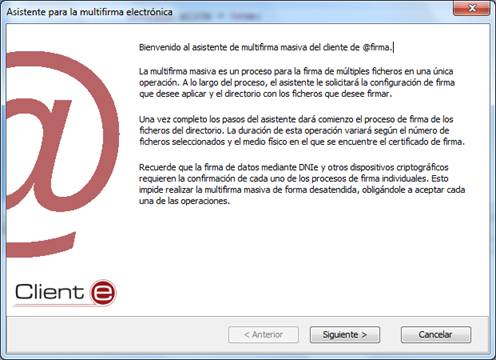 Asistente para la multifirma electrónica
Bienvenido al asistente de multifirma masiva del cliente de @firma.
La multifirma masiva es un proceso para la firma de múltiples ficheros en una única
operación. A lo largo del proceso, el asistente le solicitará la configuración de firma
que desee aplicar y el directorio con los ficheros que desee firmar.
Una vez completo los pasos del asistente dará comienzo el proceso de firma de los
ficheros del directorio. La duración de esta operación variará según el número de
ficheros seleccionados y el medio físico en el que se encuentre el certificado de firma.
Recuerde que la firma de datos mediante DNIe y otros dispositivos criptográficos
requieren la confirmación de cada uno de los procesos de firma individuales. Esto
impide realizar la multifirma masiva de forma desatendida, obligándole a aceptar cada
una de las operaciones.
@
Client e
< Anterior
Siguiente >
Cancelar